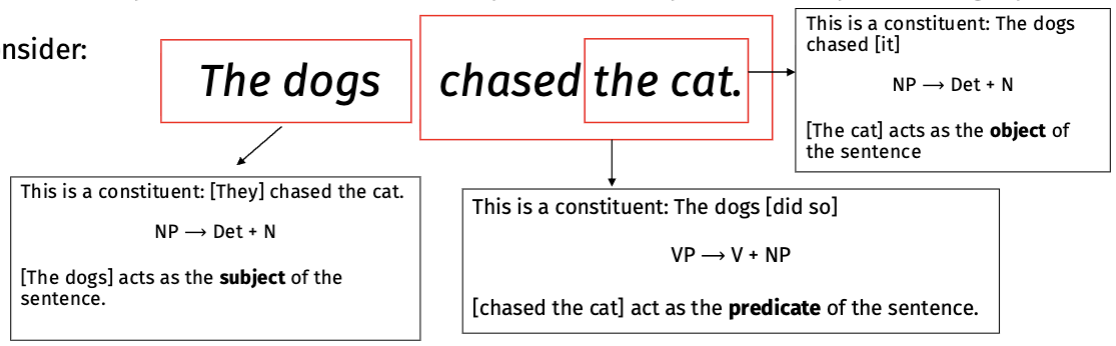 nsider:
The dogs chased the cat.
This is a constituent: The dogs
chased [it]
NP ⟶ Det + N
[The cat] acts as the object of
the sentence
This is a constituent: [They] chased the cat.
NP ⟶ Det + N
[The dogs] acts as the subject of the
sentence.
This is a constituent: The dogs [did so]
VP ⟶ V + NP
[chased the cat] act as the predicate of the sentence.